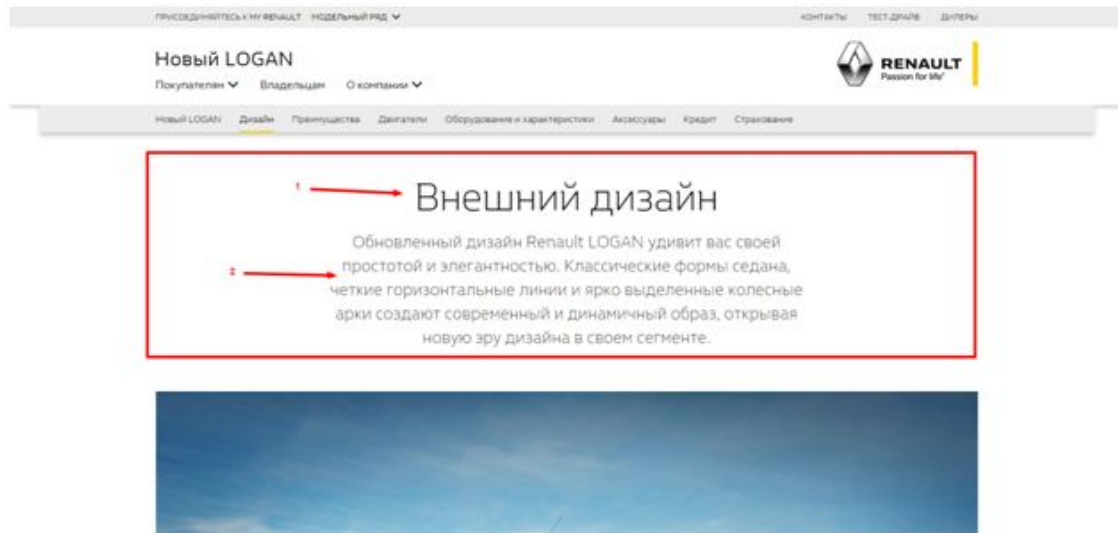 ПРИСОЕДИНЯЙТЕСЬ К MY RENAULT МОДЕЛЬНЫЙ РЯД КОНТАКТЫ ТЕСТ-ДРАЙВ ДИЛЕРЫ
Новый LOGAN
RENAULT
Passion for life
Покупателям Владельцам О компании
Новый LOGAN Дизайн Преимущества Двигатели Оборудование и характеристики Аксессуары Кредит Страхование
1
Внешний дизайн
Обновленный дизайн Renault LOGAN удивит вас своей
2
простотой и элегантностью. Классические формы седана,
четкие горизонтальные линии и ярко выделенные колесные
арки создают современный и динамичный образ, открывая
новую эру дизайна в своем сегменте.